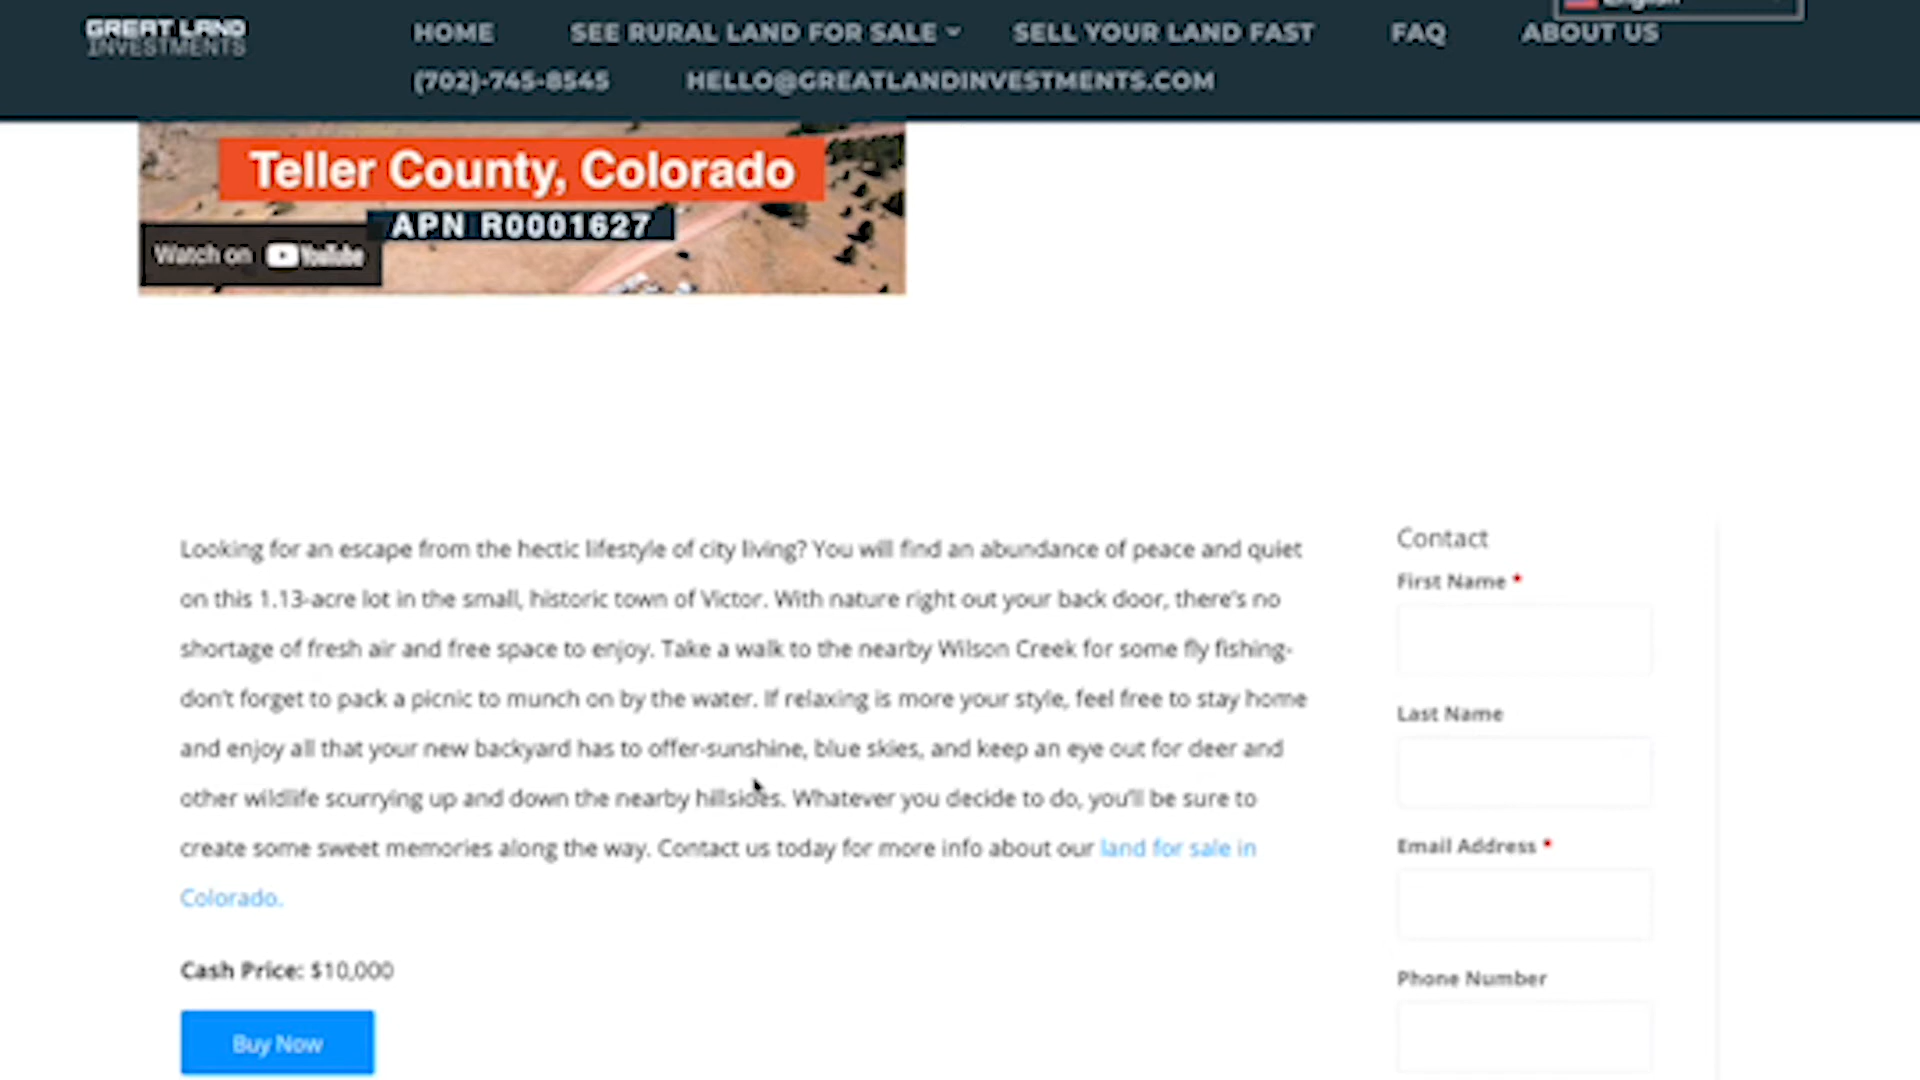 GREAT LAND
INVESTMENTS
HOME
SEE RURAL LAND FOR SALE
SELL YOUR LAND FAST
FAQ
ABOUT US
English
(702)-745-8545
HELLO@GREATLANDINVESTMENTS.COM
Teller County, Colorado
APN R0001627
Watch on YouTube
Looking for an escape from the hectic lifestyle of city living? You will find an abundance of peace and quiet
on this 1.13-acre lot in the small, historic town of Victor. With nature right out your back door, there's no
shortage of fresh air and free space to enjoy. Take a walk to the nearby Wilson Creek for some fly fishing-
don't forget to pack a picnic to munch on by the water. If relaxing is more your style, feel free to stay home
and enjoy all that your new backyard has to offer-sunshine, blue skies, and keep an eye out for deer and
other wildlife scurrying up and down the nearby hillsides. Whatever you decide to do, you'll be sure to
create some sweet memories along the way. Contact us today for more info about our land for sale in
Colorado.
Cash Price: $10,000
Buy Now
Contact
First Name *
Last Name
Email Address *
Phone Number